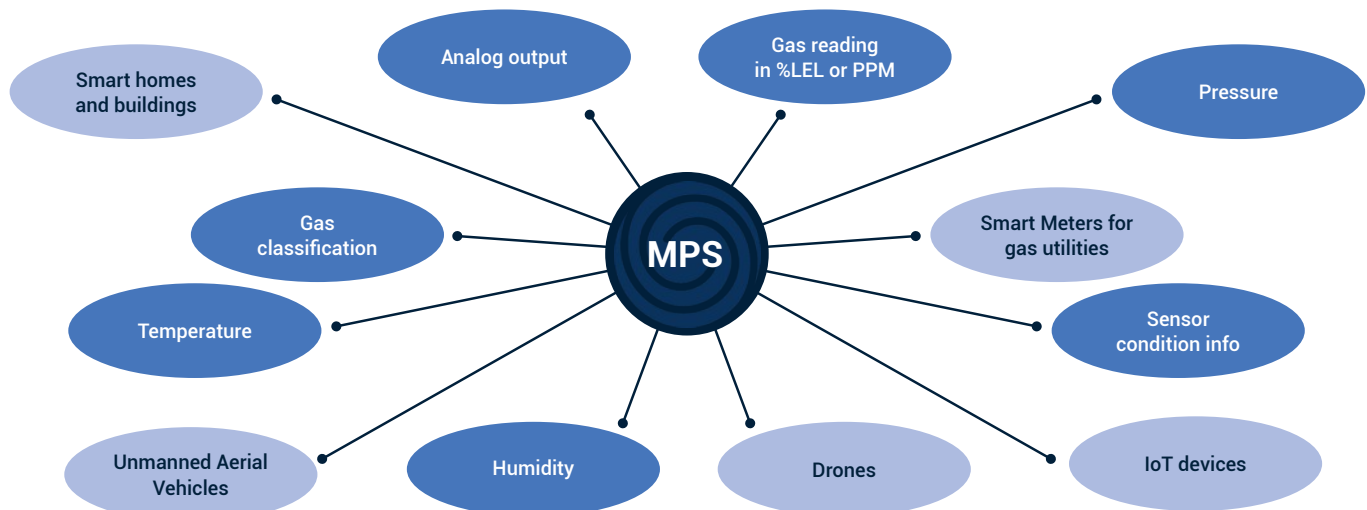 Analog output
Gas reading
in %LEL or PPM
Smart homes
and buildings
Pressure
Gas
classification
MPS
Smart Meters for
gas utilities
Temperature
Sensor
condition info
Unmanned Aerial
Vehicles
Humidity
Drones
IoT devices